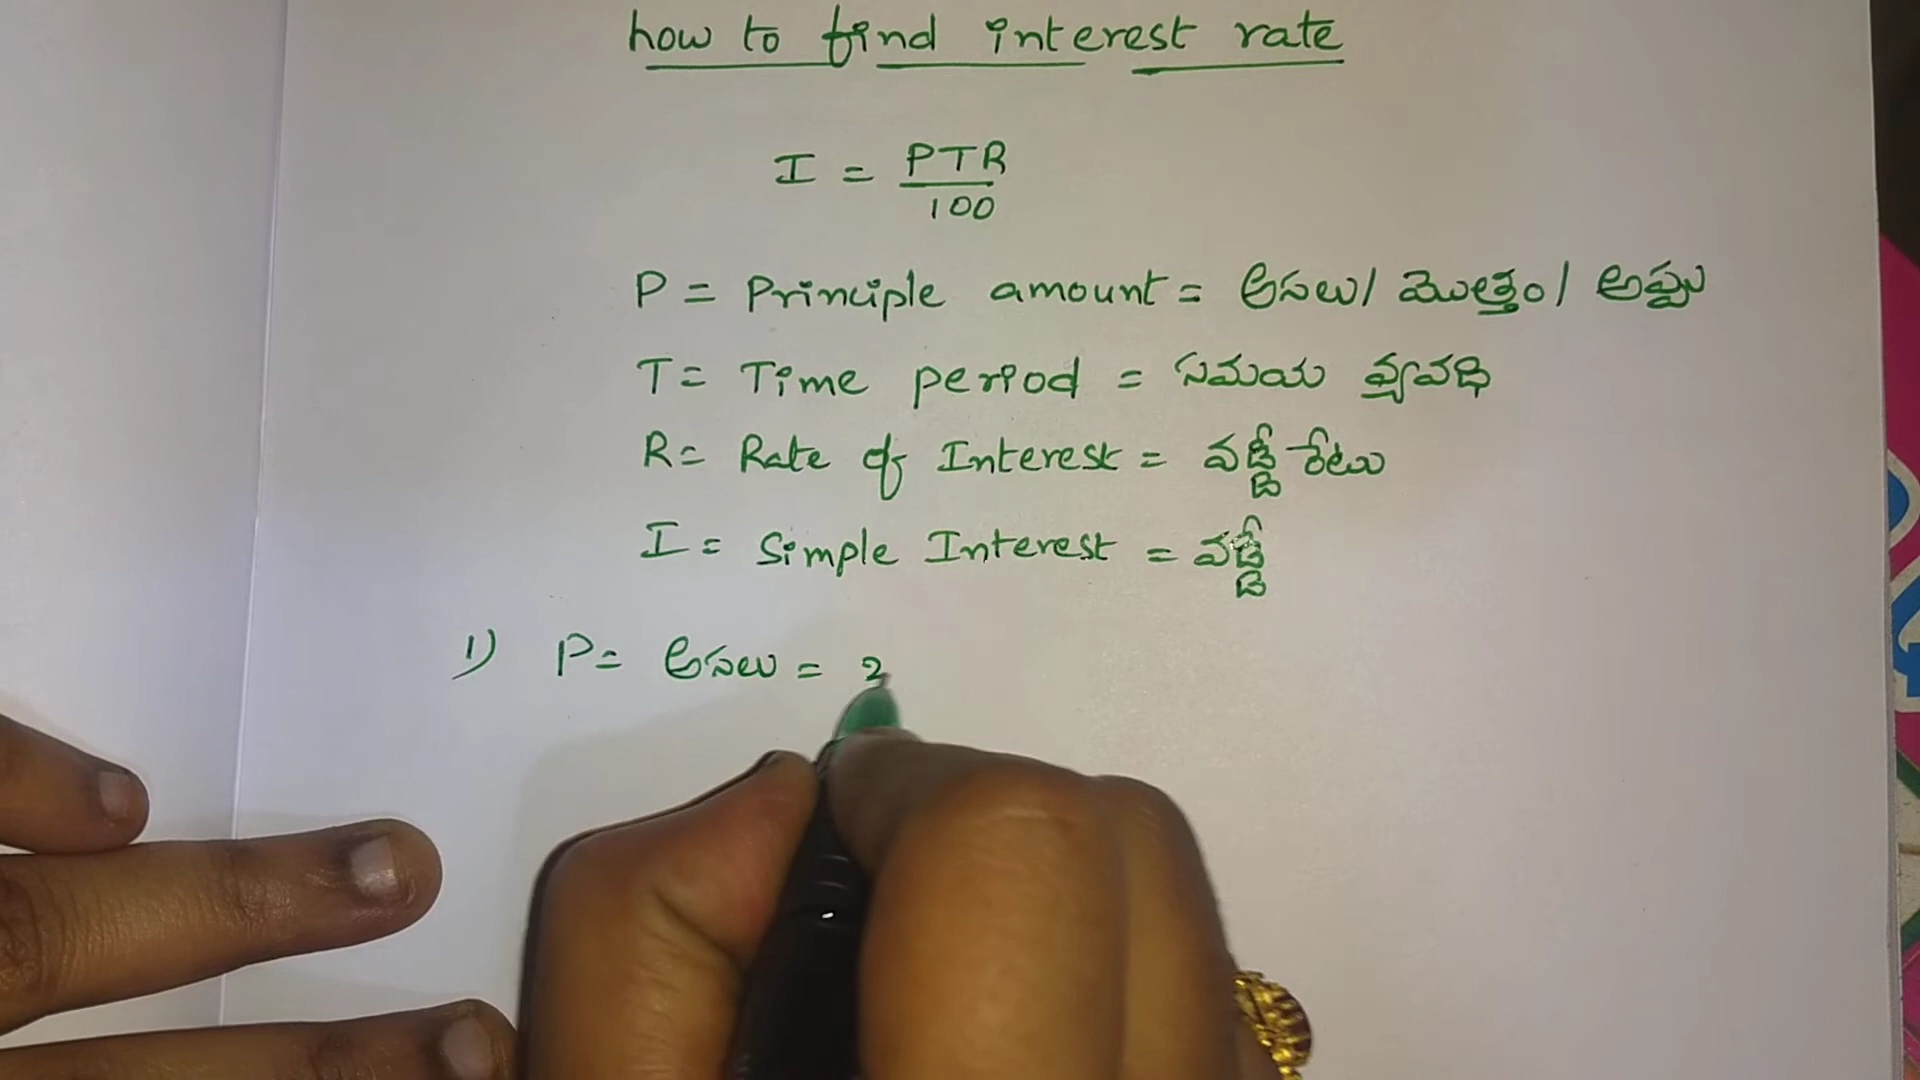 how to find interest rate
I = PTR
100
P = Principle amount = అసలు/ మొత్తం/ అప్పు
T = Time period = సమయ వ్యవధి
R = Rate of Interest = వడ్డీ రేటు
I = Simple Interest = వడ్డీ
1) P = అసలు = 2